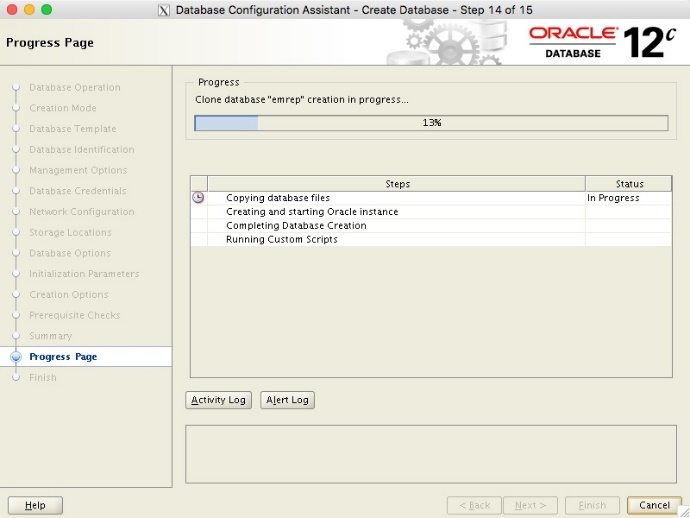 Database Configuration Assistant - Create Database - Step 14 of 15
Progress Page
ORACLE
DATABASE
12c
Database Operation
Creation Mode
Database Template
Database Identification
Management Options
Database Credentials
Network Configuration
Storage Locations
Database Options
Initialization Parameters
Creation Options
Prerequisite Checks
Summary
Progress Page
Finish
Progress
Clone database "emrep" creation in progress...
13%
Steps Status
Copying database files In Progress
Creating and starting Oracle instance
Completing Database Creation
Running Custom Scripts
Activity Log Alert Log
Help < Back Next > Finish Cancel